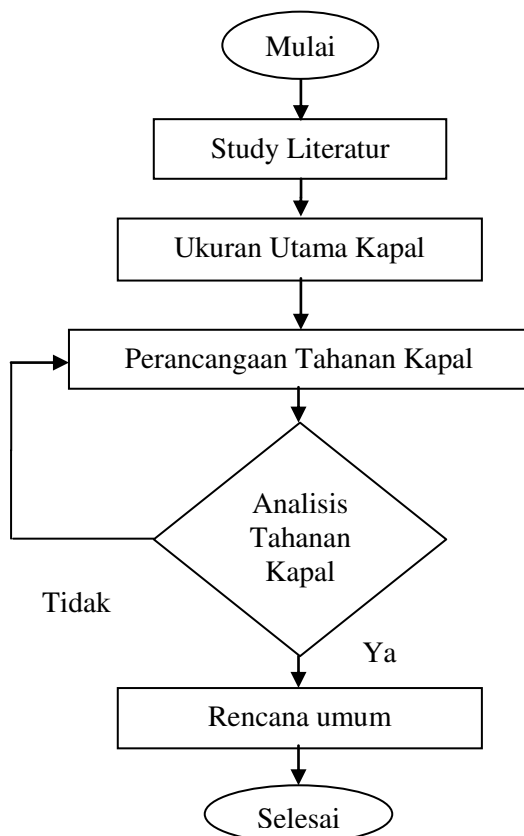 Mulai
Study Literatur
Ukuran Utama Kapal
Perancangaan Tahanan Kapal
Analisis
Tahanan
Kapal
Tidak
Ya
Rencana umum
Selesai